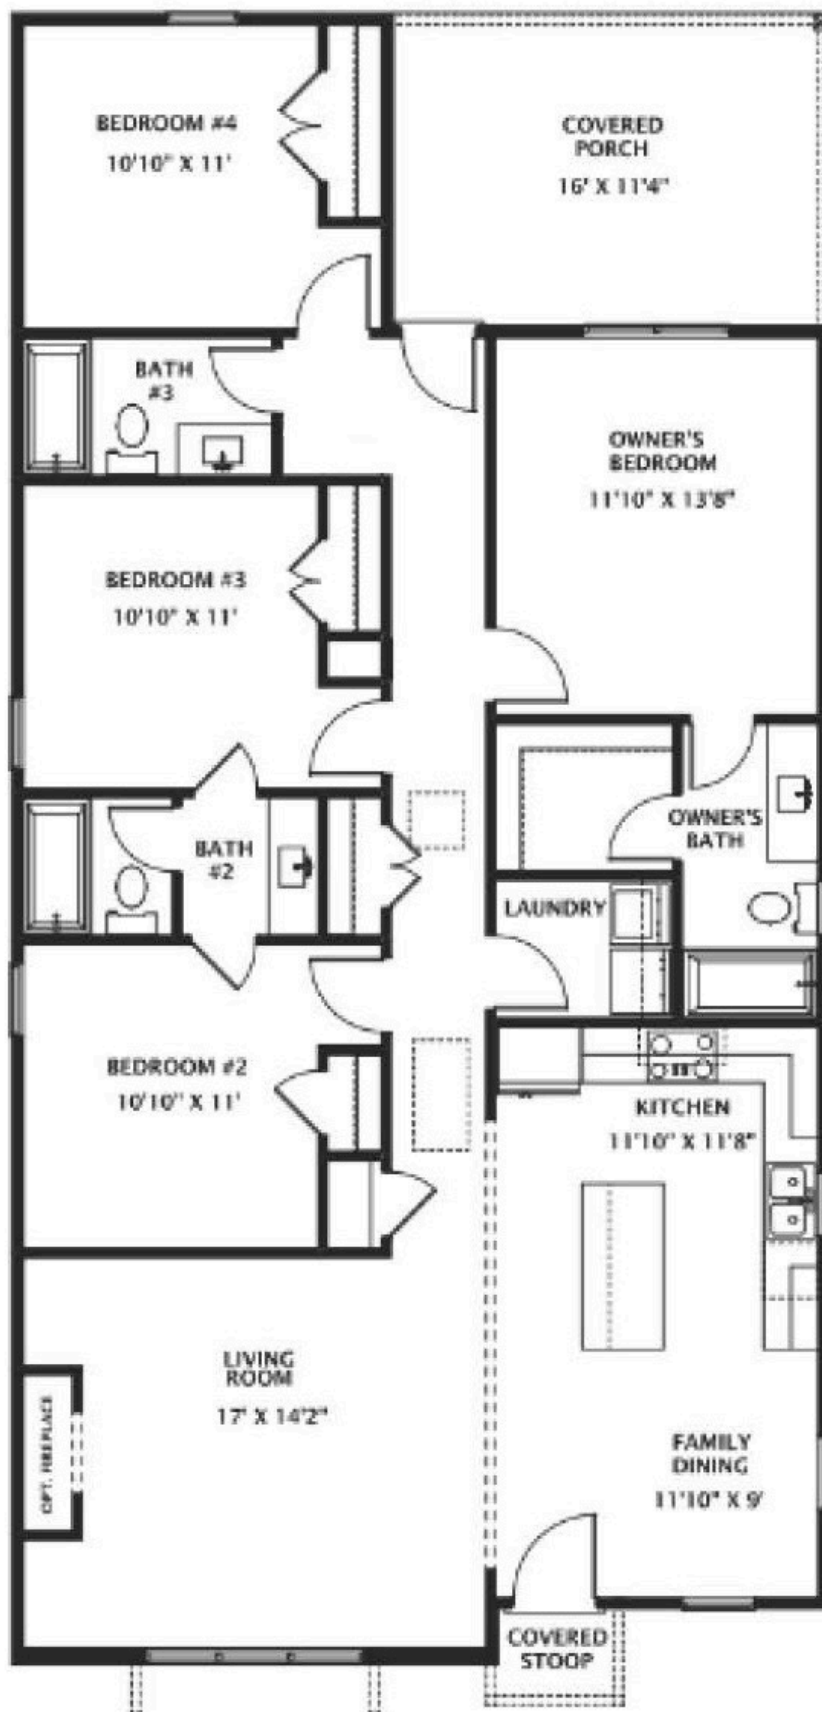 BEDROOM #4
10'10" X 11'
COVERED
PORCH
16' X 11'4"
BATH
#3
OWNER'S
BEDROOM
11'10" X 13'8"
BEDROOM #3
10'10" X 11'
OWNER'S
BATH
BATH
#2
LAUNDRY
BEDROOM #2
10'10" X 11'
KITCHEN
11'10" X 11'8"
LIVING
ROOM
17' X 14'2"
OPT. FIREPLACE
FAMILY
DINING
11'10" X 9'
COVERED
STOOP